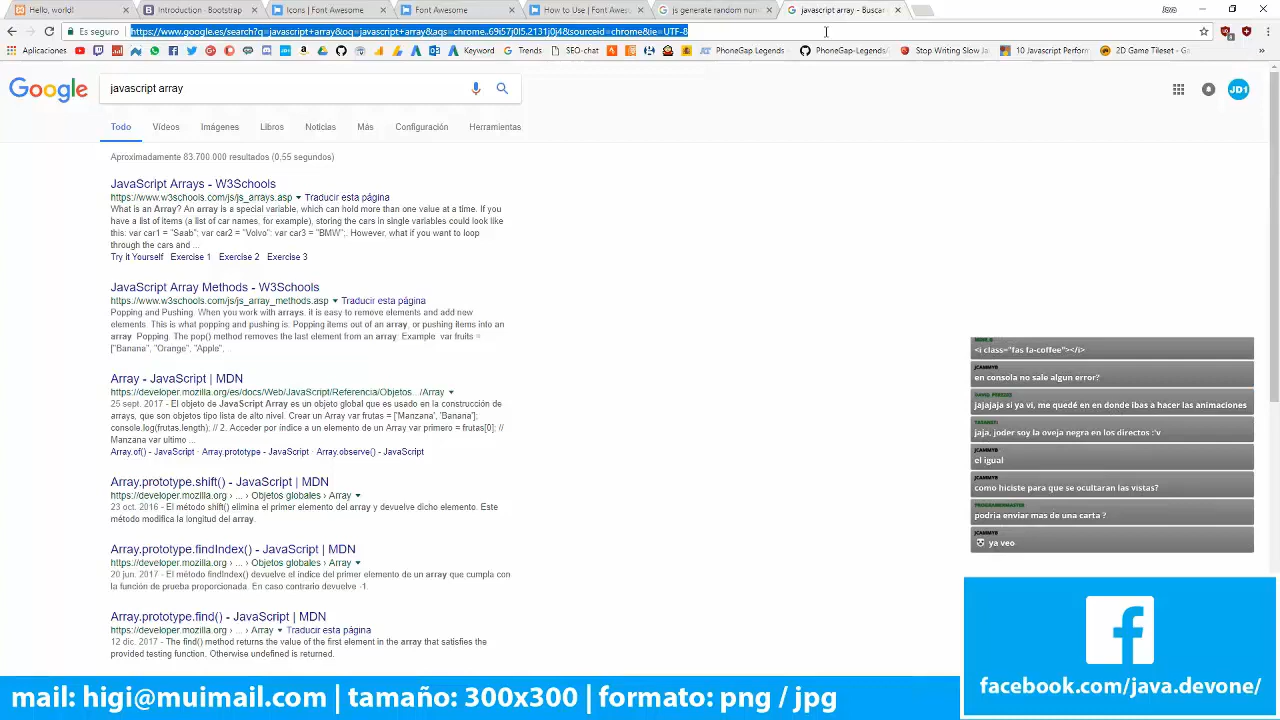 Hello, world!
Introduction · Bootstrap
Icons | Font Awesome
Font Awesome
How to Use | Font Awesome
js generate random num
javascript array - Buscar
Es seguro
https://www.google.es/search?q=javascript+array&oq=javascript+array&aqs=chrome..69i57j0l5.2131j0j4&sourceid=chrome&ie=UTF-8
Aplicaciones
Keyword
Trends
SEO-chat
PhoneGap Legends
PhoneGap-Legends/
Stop Writing Slow Ja
10 Javascript Perform
2D Game Tileset - G
Google
javascript array
JD1
Todo
Vídeos
Imágenes
Libros
Noticias
Más
Configuración
Herramientas
Aproximadamente 83.700.000 resultados (0,55 segundos)
JavaScript Arrays - W3Schools
https://www.w3schools.com/js/js_arrays.asp ▾ Traducir esta página
What is an Array? An array is a special variable, which can hold more than one value at a time. If you
have a list of items (a list of car names, for example), storing the cars in single variables could look like
this: var car1 = "Saab"; var car2 = "Volvo"; var car3 = "BMW";. However, what if you want to loop
through the cars and ...
Try it Yourself · Exercise 1 · Exercise 2 · Exercise 3
JavaScript Array Methods - W3Schools
https://www.w3schools.com/js/js_array_methods.asp ▾ Traducir esta página
Popping and Pushing. When you work with arrays, it is easy to remove elements and add new
elements. This is what popping and pushing is: Popping items out of an array, or pushing items into an
array. Popping. The pop() method removes the last element from an array: Example. var fruits =
["Banana", "Orange", "Apple",
Array - JavaScript | MDN
https://developer.mozilla.org/es/docs/Web/JavaScript/Referencia/Objetos.../Array ▾
25 sept. 2017 - El objeto de JavaScript Array es un objeto global que es usado en la construcción de
arrays, que son objetos tipo lista de alto nivel. Crear un Array var frutas = ['Manzana', 'Banana'];
console.log(frutas.length); // 2. Acceder por índice a un elemento de un Array var primero = frutas[0]; //
Manzana var ultimo ...
Array.of() - JavaScript · Array.prototype - JavaScript · Array.observe() - JavaScript
Array.prototype.shift() - JavaScript | MDN
https://developer.mozilla.org › ... › Objetos globales › Array ▾
23 oct. 2016 - El método shift() elimina el primer elemento del array y devuelve dicho elemento. Este
método modifica la longitud del array.
Array.prototype.findIndex() - JavaScript | MDN
https://developer.mozilla.org › ... › Objetos globales › Array ▾
20 jun. 2017 - El método findIndex() devuelve el índice del primer elemento de un array que cumpla con
la función de prueba proporcionada. En caso contrario devuelve -1.
Array.prototype.find() - JavaScript | MDN
https://developer.mozilla.org › ... › Array ▾ Traducir esta página
12 dic. 2017 - The find() method returns the value of the first element in the array that satisfies the
provided testing function. Otherwise undefined is returned.
<i class="fas fa-coffee"></i>
JCAMMYB
en consola no sale algun error?
jajajaja si ya vi, me quedé en en donde ibas a hacer las animaciones
jaja, joder soy la oveja negra en los directos :'v
JCAMMYB
el igual
JCAMMYB
como hiciste para que se ocultaran las vistas?
podria enviar mas de una carta ?
JCAMMYB
ya veo
facebook.com/java.devone/
mail: higi@muimail.com | tamaño: 300x300 | formato: png / jpg